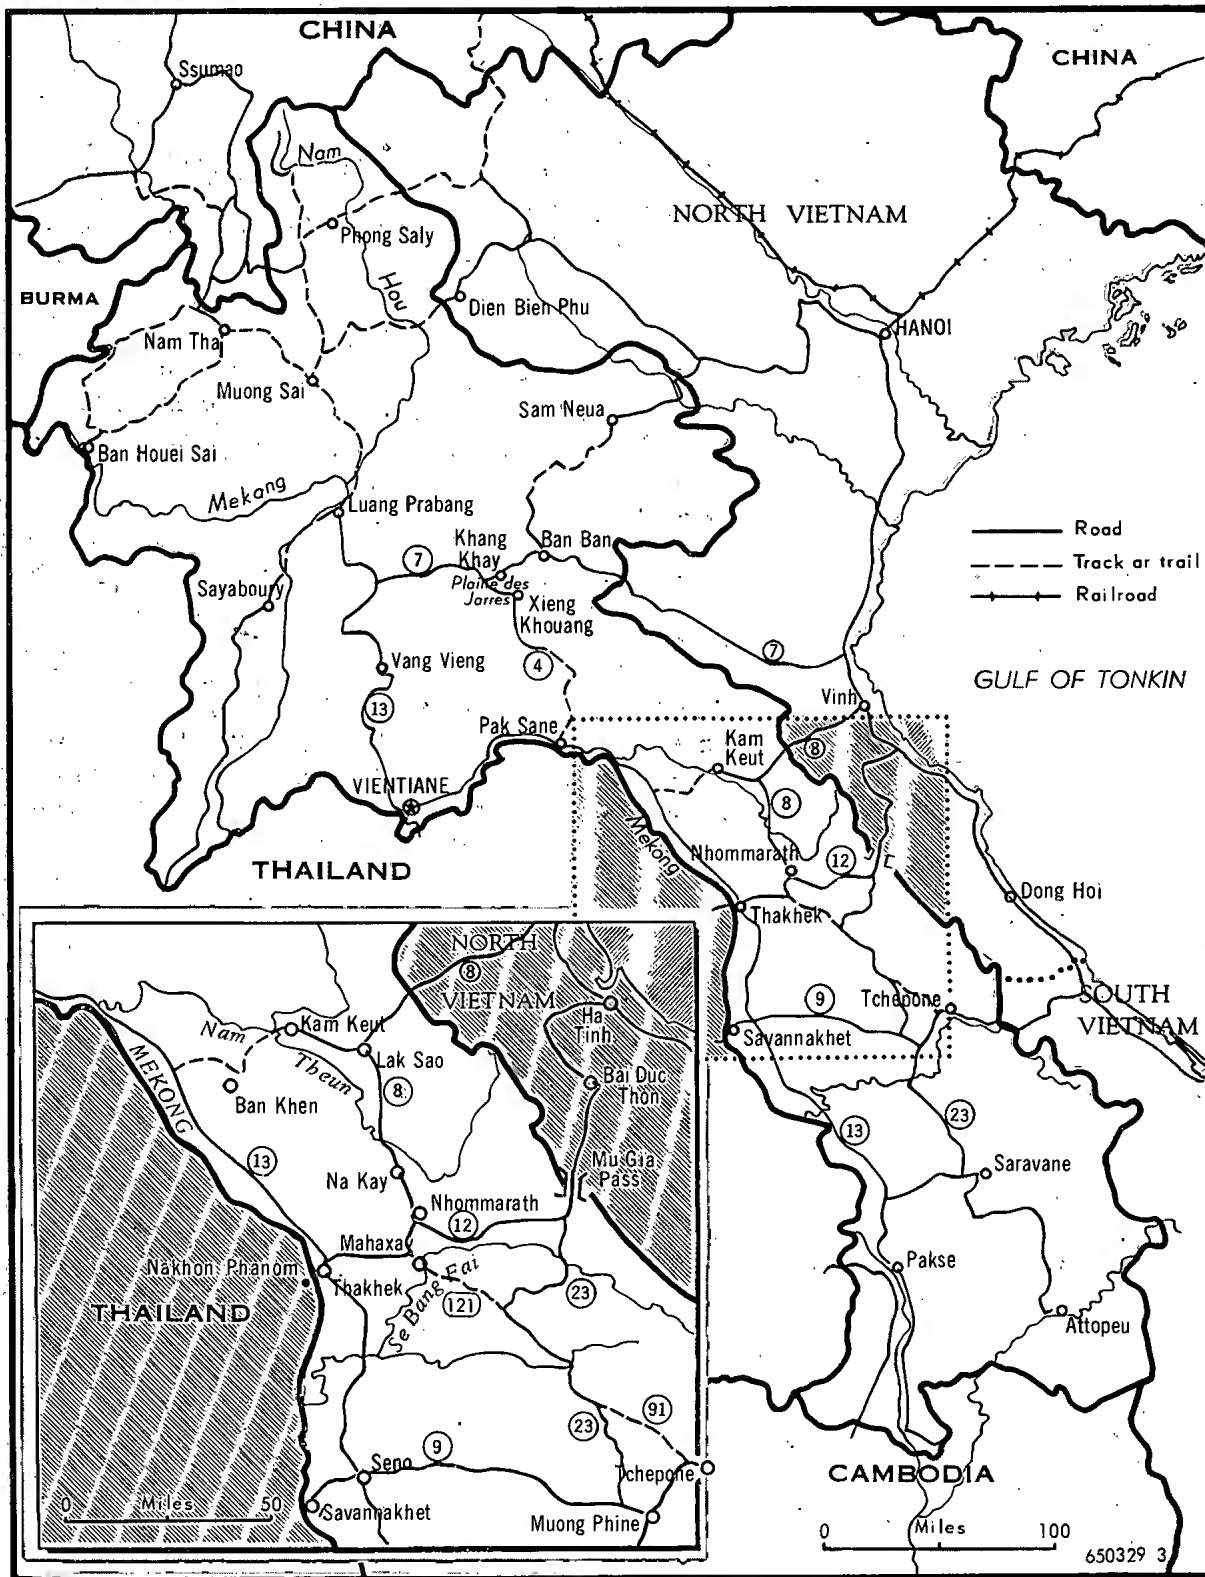 CHINA
CHINA
Ssumao
Nam
Phong Saly
NORTH VIETNAM
Hou
BURMA
Dien Bien Phu
HANOI
Nam Tha
Muong Sai
Sam Neua
Ban Houei Sai
Mekong
Luang Prabang
Road
Track or trail
Railroad
Khang
Khay
Ban Ban
7
Plaine des
Jarres
Sayaboury
Xieng
Khouang
7
4
Vang Vieng
GULF OF TONKIN
Vinh
13
Pak Sane
Kam
Keut
8
VIENTIANE
8
Mekong
THAILAND
Nhommarath
12
Dong Hoi
Thakhek
9
Tchepone
SOUTH
VIETNAM
Savannakhet
13
23
Saravane
Pakse
Attopeu
CAMBODIA
0 Miles 100
650329 3
NORTH
VIETNAM
8
Ha
Tinh
Nam
Kam Keut
Theun
Lak Sao
MEKONG
Ban Khen
8
Bai Duc
Thon
13
Na Kay
Mu Gia
Pass
Nhommarath
12
Mahaxay
Nakhon Phanom
Thakhek
Se Bang Fai
121
23
THAILAND
91
23
9
Seno
Tchepone
0 Miles 50
Savannakhet
Muong Phine